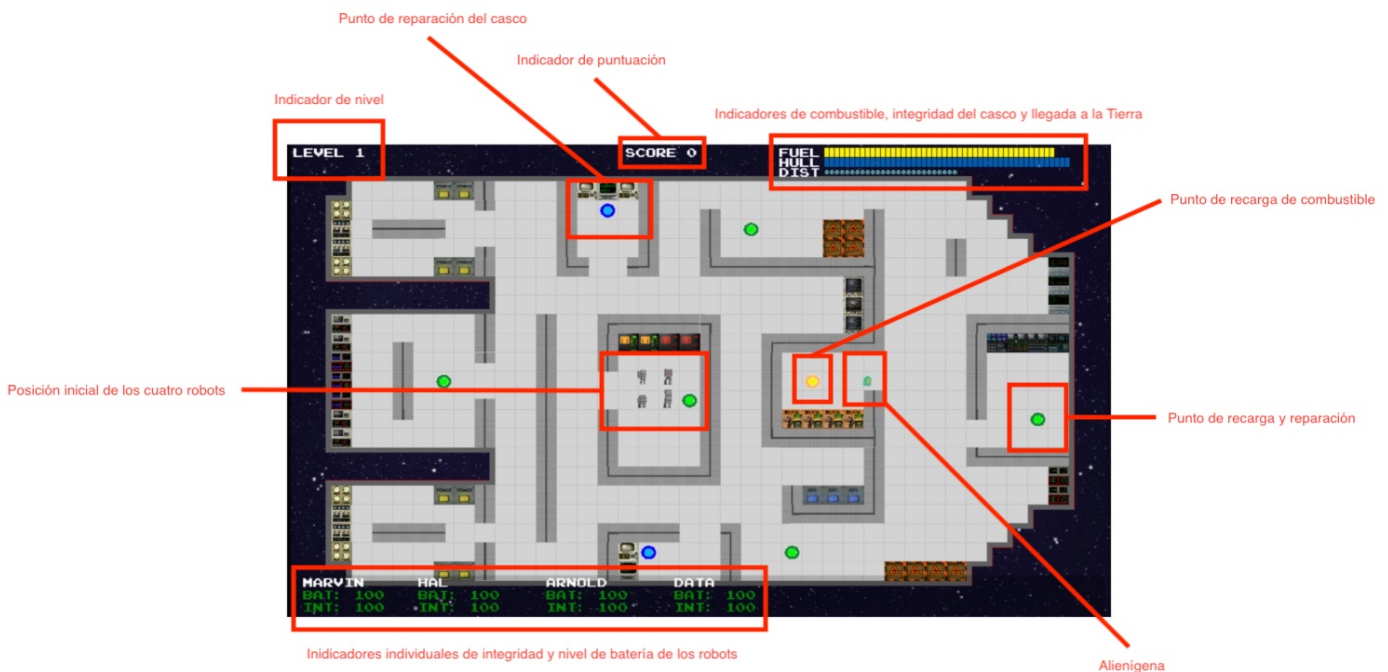 Punto de reparación del casco
Indicador de puntuación
Indicador de nivel
Indicadores de combustible, integridad del casco y llegada a la Tierra
LEVEL 1
SCORE 0
FUEL
HULL
DIST
Punto de recarga de combustible
Posición inicial de los cuatro robots
Punto de recarga y reparación
MARVIN HAL ARNOLD DATA
BAT: 100 BAT: 100 BAT: 100 BAT: 100
INT: 100 INT: 100 INT: 100 INT: 100
Inidicadores individuales de integridad y nivel de batería de los robots
Alienígena